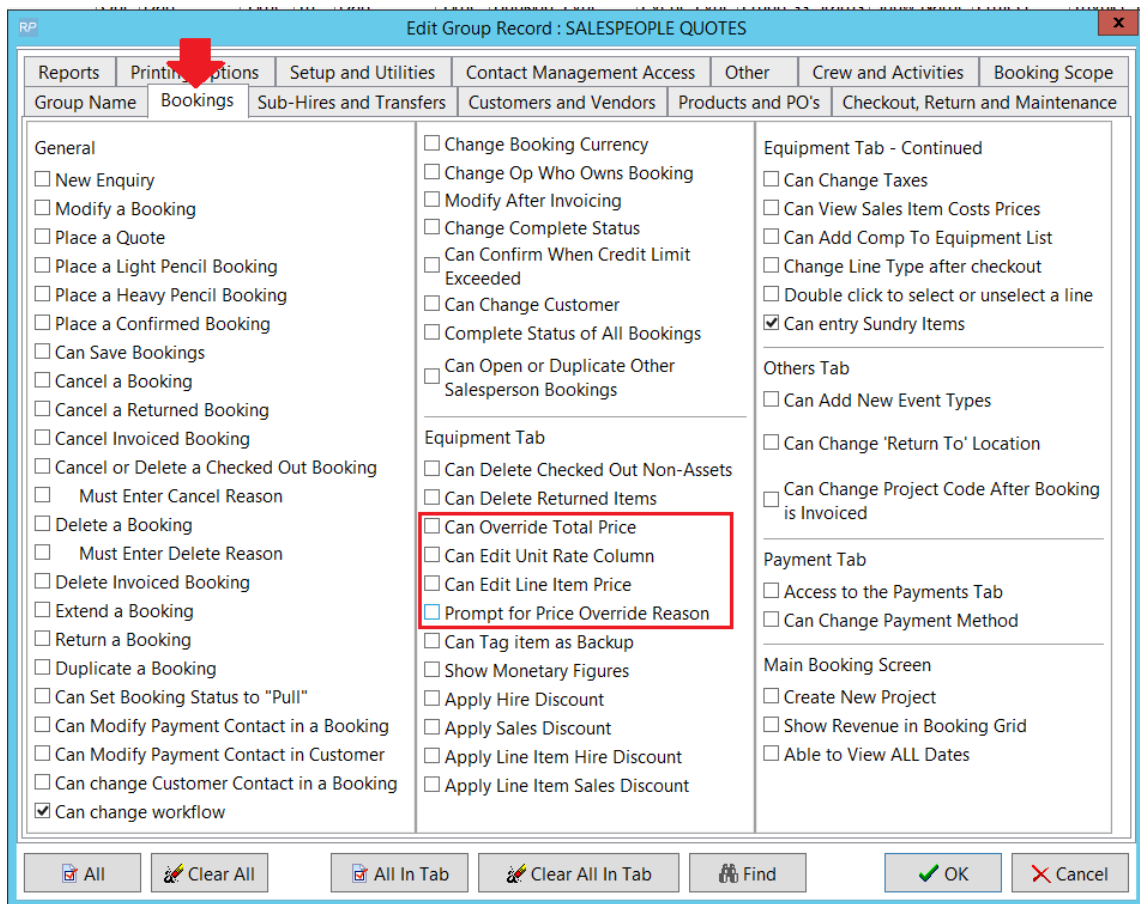 RP
Edit Group Record : SALESPEOPLE QUOTES
x
Reports
Printing Options
Setup and Utilities
Contact Management Access
Other
Crew and Activities
Booking Scope
Group Name
Bookings
Sub-Hires and Transfers
Customers and Vendors
Products and PO's
Checkout, Return and Maintenance
General
New Enquiry
Modify a Booking
Place a Quote
Place a Light Pencil Booking
Place a Heavy Pencil Booking
Place a Confirmed Booking
Can Save Bookings
Cancel a Booking
Cancel a Returned Booking
Cancel Invoiced Booking
Cancel or Delete a Checked Out Booking
Must Enter Cancel Reason
Delete a Booking
Must Enter Delete Reason
Delete Invoiced Booking
Extend a Booking
Return a Booking
Duplicate a Booking
Can Set Booking Status to "Pull"
Can Modify Payment Contact in a Booking
Can Modify Payment Contact in Customer
Can change Customer Contact in a Booking
Can change workflow
Change Booking Currency
Change Op Who Owns Booking
Modify After Invoicing
Change Complete Status
Can Confirm When Credit Limit
Exceeded
Can Change Customer
Complete Status of All Bookings
Can Open or Duplicate Other
Salesperson Bookings
Equipment Tab
Can Delete Checked Out Non-Assets
Can Delete Returned Items
Can Override Total Price
Can Edit Unit Rate Column
Can Edit Line Item Price
Prompt for Price Override Reason
Can Tag item as Backup
Show Monetary Figures
Apply Hire Discount
Apply Sales Discount
Apply Line Item Hire Discount
Apply Line Item Sales Discount
Equipment Tab - Continued
Can Change Taxes
Can View Sales Item Costs Prices
Can Add Comp To Equipment List
Change Line Type after checkout
Double click to select or unselect a line
Can entry Sundry Items
Others Tab
Can Add New Event Types
Can Change 'Return To' Location
Can Change Project Code After Booking
is Invoiced
Payment Tab
Access to the Payments Tab
Can Change Payment Method
Main Booking Screen
Create New Project
Show Revenue in Booking Grid
Able to View ALL Dates
All
Clear All
All In Tab
Clear All In Tab
Find
OK
Cancel